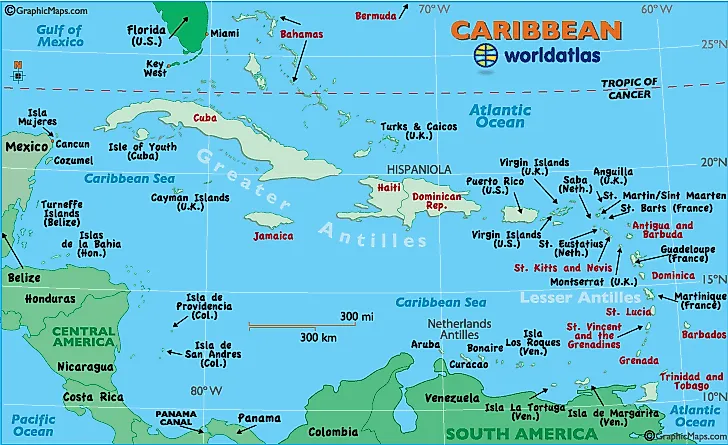 ©GraphicMaps.com
Gulf of
Mexico
Florida
(U.S.)
Miami
Key
West
Bahamas
Bermuda
70°W
60°W
CARIBBEAN
worldatlas
25°N
N
TROPIC OF
CANCER
Isla
Mujeres
Mexico
Cancun
Cozumel
Isle of Youth
(Cuba)
Cuba
Turks & Caicos
(U.K.)
Atlantic
Ocean
20°N
Caribbean Sea
Greater
Antilles
Cayman Islands
(U.K.)
Jamaica
HISPANIOLA
Haiti
Dominican
Rep.
Puerto Rico
(U.S.)
Virgin Islands
(U.K.)
Virgin Islands
(U.S.)
Saba
(Neth.)
Anguilla
(U.K.)
St. Martin/Sint Maarten
St. Barts (France)
St. Eustatius
(Neth.)
Antigua and
Barbuda
St. Kitts and Nevis
Montserrat (U.K.)
Guadeloupe
(France)
Dominica
15°N
Turneffe
Islands
(Belize)
Islas
de la Bahia
(Hon.)
Belize
Honduras
CENTRAL
AMERICA
Nicaragua
Costa Rica
Isla de
Providencia
(Col.)
Isla de
San Andres
(Col.)
300 mi
300 km
Caribbean Sea
Lesser Antilles
Martinique
(France)
St. Lucia
St. Vincent
and the
Grenadines
Barbados
Grenada
Netherlands
Antilles
Aruba
Bonaire
Curacao
Isla
Los Roques
(Ven.)
Trinidad and
Tobago
10°N
80°W
Pacific
Ocean
PANAMA
CANAL
Panama
Colombia
Venezuela
Isla La Tortuga
(Ven.)
Isla de Margarita
(Ven.)
SOUTH AMERICA
Atlantic
Ocean
©GraphicMaps.com